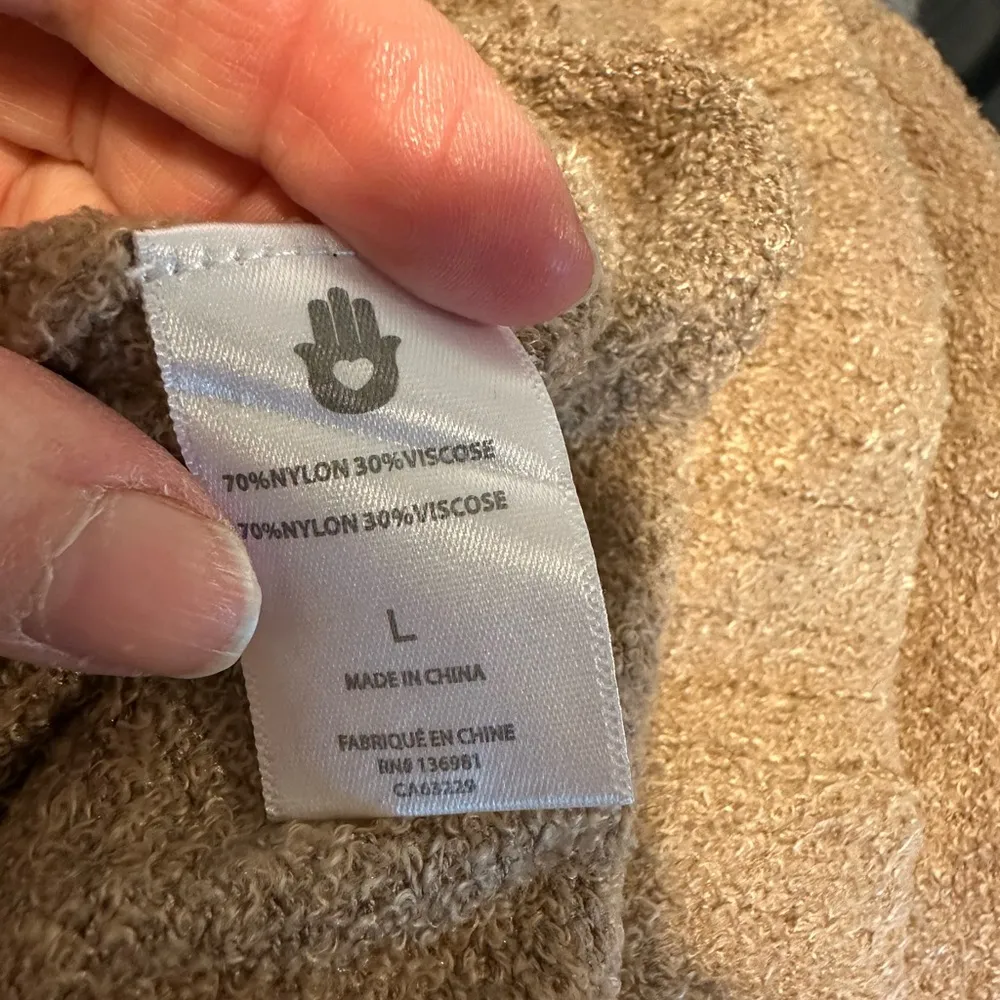 70%NYLON 30%VISCOSE
70%NYLON 30%VISCOSE
L
MADE IN CHINA
FABRIQUÉ EN CHINE
RN# 136981
CA63229